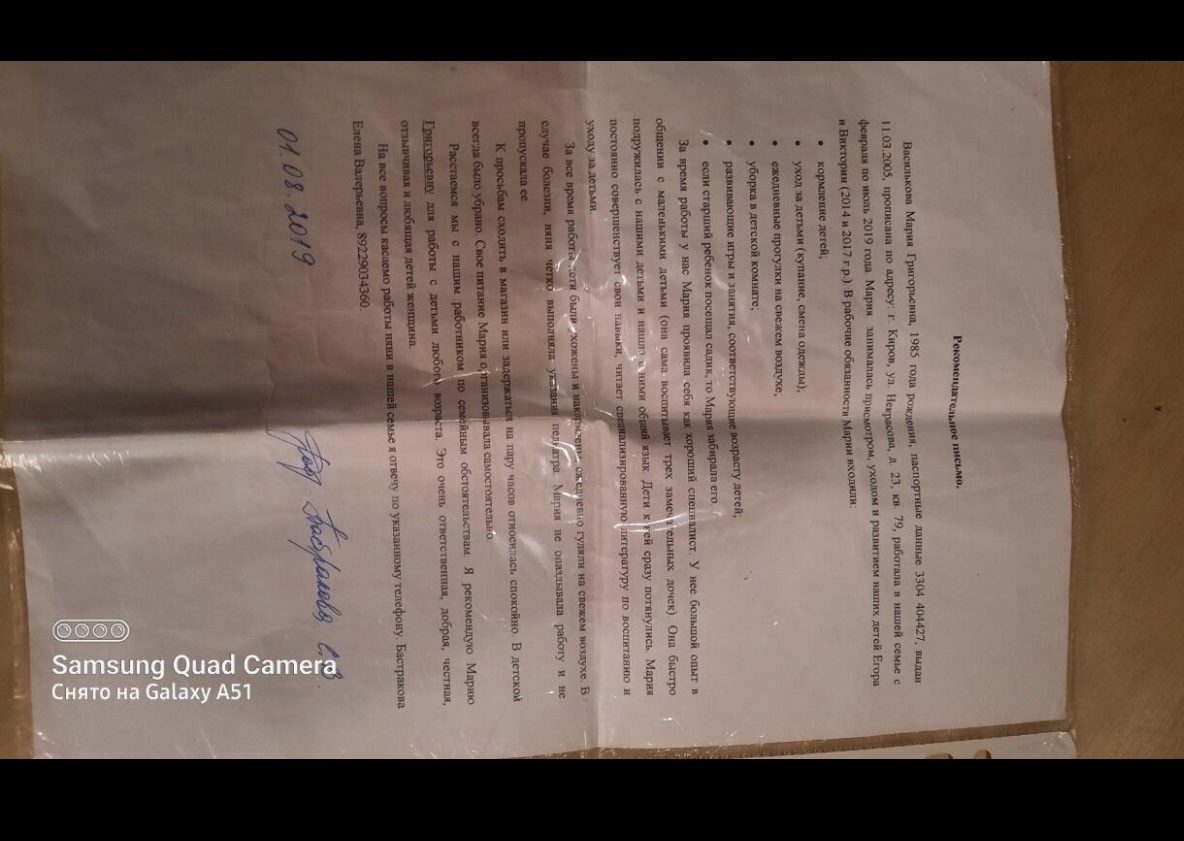 Рекомендательное письмо.
Василькова Мария Григорьевна, 1985 года рождения, паспортные данные 3304 404427, выдан
11.03.2005, прописана по адресу: г. Киров, ул. Некрасова, д. 23, кв. 79, работала в нашей семье с
февраля по июль 2019 года. Мария занималась присмотром, уходом и развитием наших детей Егора
и Виктории (2014 и 2017 г.р.). В рабочие обязанности Марии входили:
• кормление детей;
• уход за детьми (купание, смена одежды);
• ежедневные прогулки на свежем воздухе;
• уборка в детской комнате;
• развивающие игры и занятия, соответствующие возрасту детей;
• если старший ребенок посещал садик, то Мария забирала его.
За время работы у нас Мария проявила себя как хороший специалист. У нее большой опыт в
общении с маленькими детьми (она сама воспитывает трех замечательных дочек). Она быстро
подружилась с нашими детьми и нашла с ними общий язык. Дети к ней сразу потянулись. Мария
постоянно совершенствует свои навыки, читает специализированную литературу по воспитанию и
уходу за детьми.
За все время работы дети были ухожены и накормлены, ежедневно гуляли на свежем воздухе. В
случае болезни, няня четко выполняла указания педиатра. Мария не опаздывала работу и не
пропускала ее.
К просьбам сходить в магазин или задержаться на пару часов относилась спокойно. В детской
всегда было убрано. Свое питание Мария организовывала самостоятельно.
Расстаемся мы с нашим работником по семейным обстоятельствам. Я рекомендую Марию
Григорьевну для работы с детьми любого возраста. Это очень ответственная, добрая, честная,
отзывчивая и любящая детей женщина.
На все вопросы касаемо работы няни в нашей семье я отвечу по указанному телефону. Бастракова
Елена Валерьевна, 89229034360.
01.08.2019 Бастракова Е.В.
Samsung Quad Camera
Снято на Galaxy A51